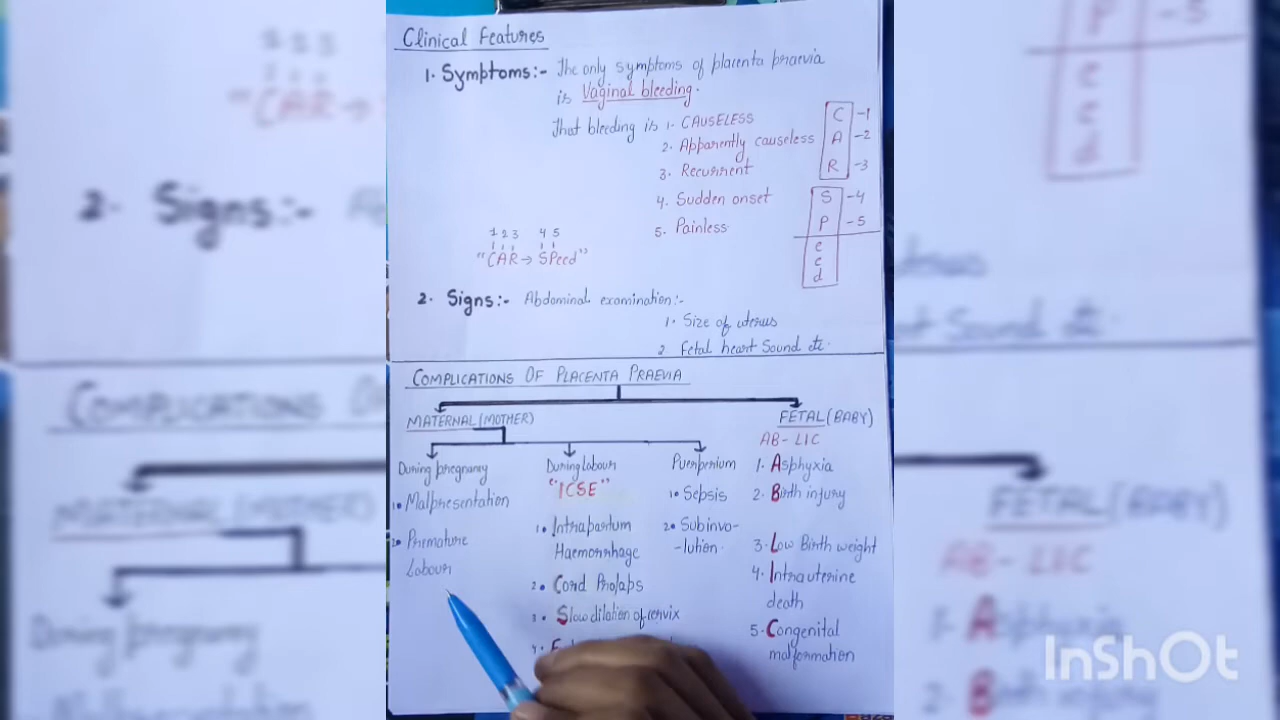 Clinical Features
1. Symptoms:- The only symptoms of placenta praevia
is Vaginal bleeding.
That bleeding is 1. CAUSELESS
2. Apparently causeless
3. Recurrent
4. Sudden onset
5. Painless
C -1
A -2
R -3
S -4
P -5
e
e
d
1 2 3 4 5
"CAR → SPeed"
2. Signs:- Abdominal examination:-
1. Size of uterus
2 Fetal heart Sound etc.
COMPLICATIONS OF PLACENTA PRAEVIA
MATERNAL (MOTHER)
During pregnancy
1. Malpresentation
2. Premature
Labour
During labour
"ICSE"
1. Intrapartum
Haemorrhage
2. Cord Prolaps
3. Slow dilation of cervix
4.
Puerperium
1. Sepsis
2. Subinvo-
-lution.
FETAL (BABY)
AB-LIC
1. Asphyxia
2. Birth injury
3. Low Birth weight
4. Intrauterine
death
5. Congenital
malformation
InShOt